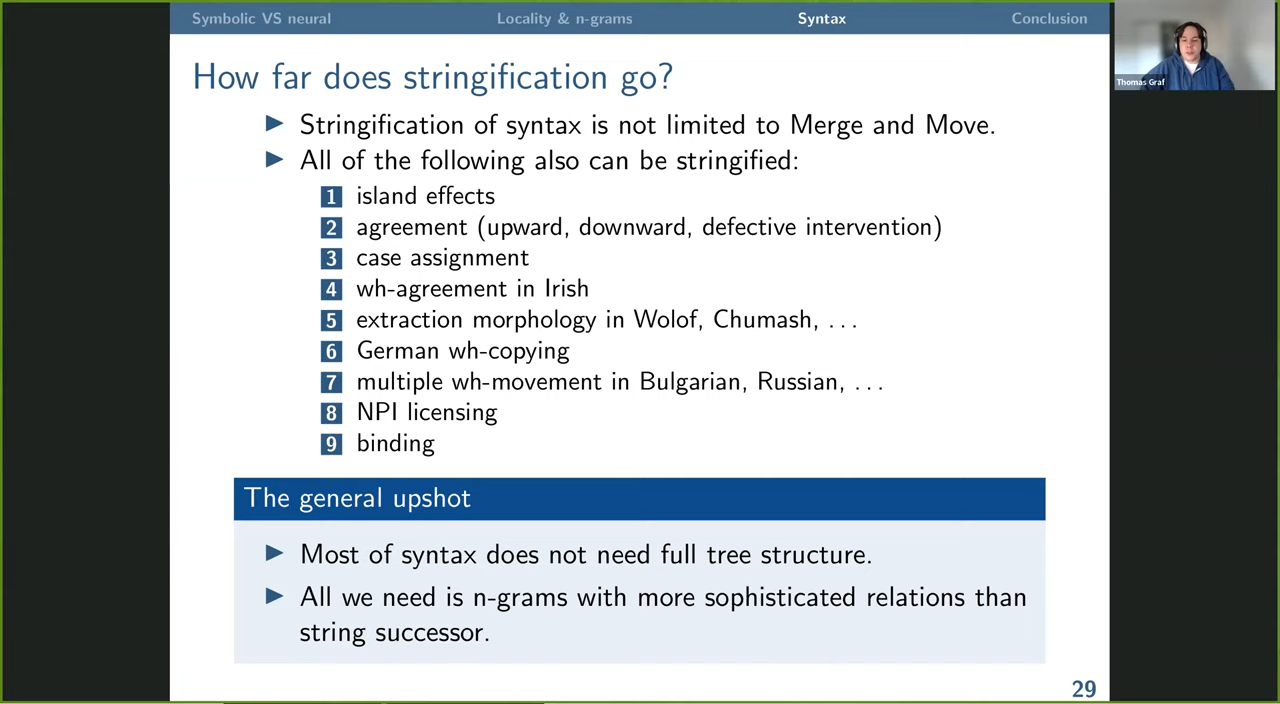 Symbolic VS neural Locality & n-grams Syntax Conclusion
Thomas Graf
How far does stringification go?
▶ Stringification of syntax is not limited to Merge and Move.
▶ All of the following also can be stringified:
1 island effects
2 agreement (upward, downward, defective intervention)
3 case assignment
4 wh-agreement in Irish
5 extraction morphology in Wolof, Chumash, ...
6 German wh-copying
7 multiple wh-movement in Bulgarian, Russian, ...
8 NPI licensing
9 binding
The general upshot
▶ Most of syntax does not need full tree structure.
▶ All we need is n-grams with more sophisticated relations than
string successor.
29